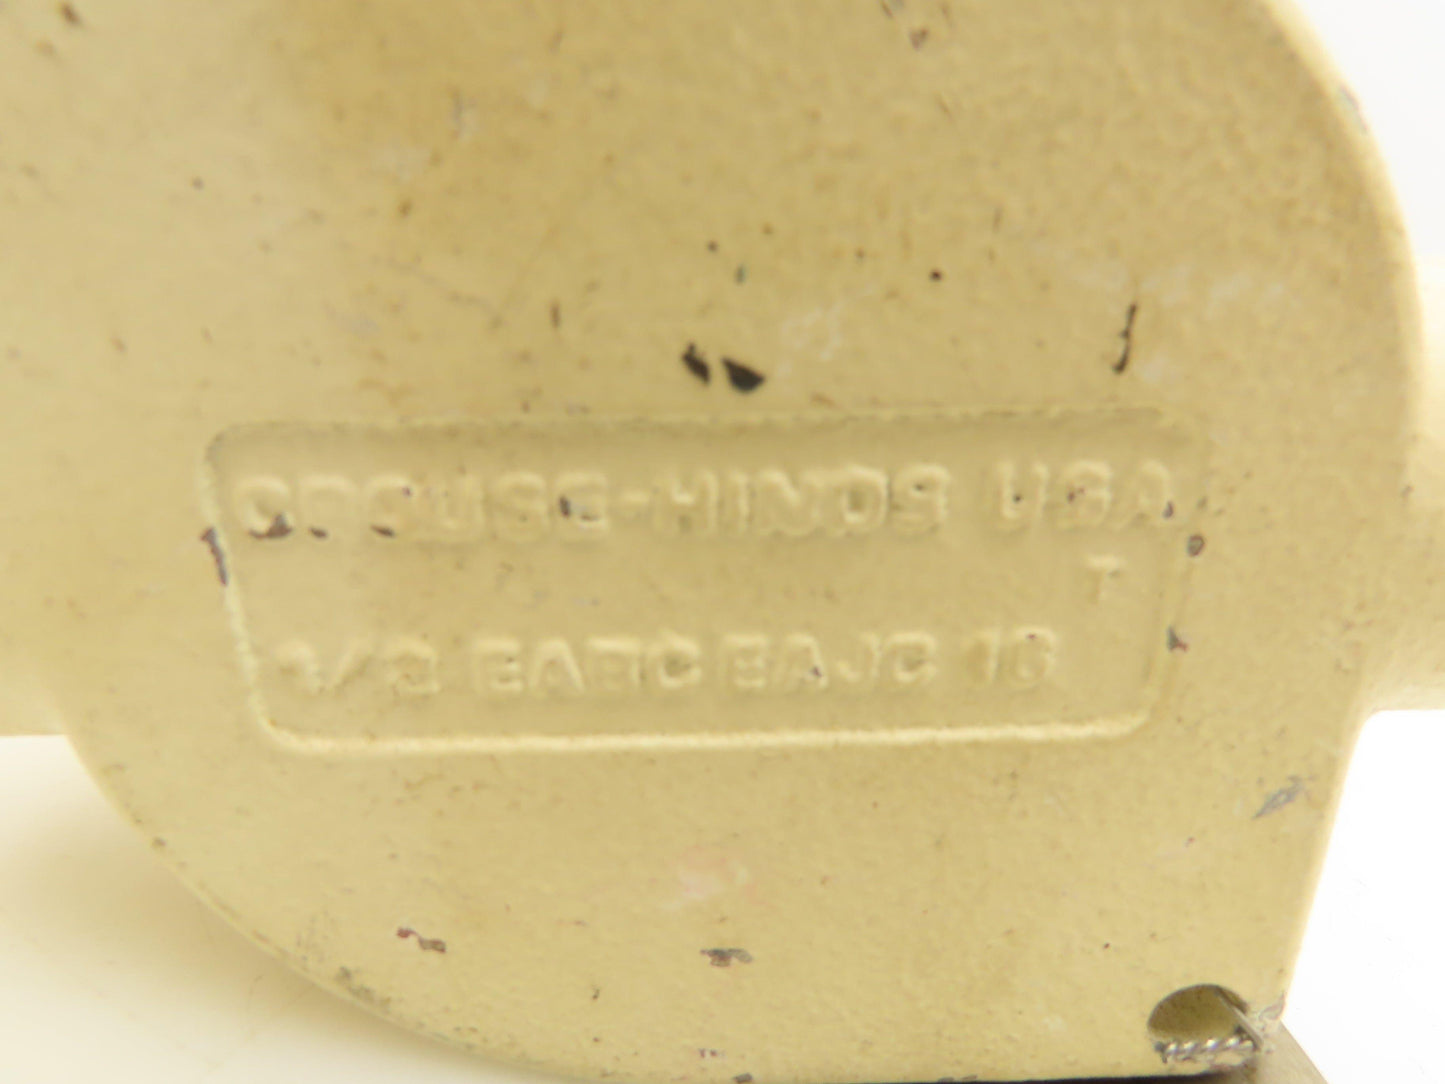 CROUSE-HINDS USA
T
1/2 EABC EAJC 16